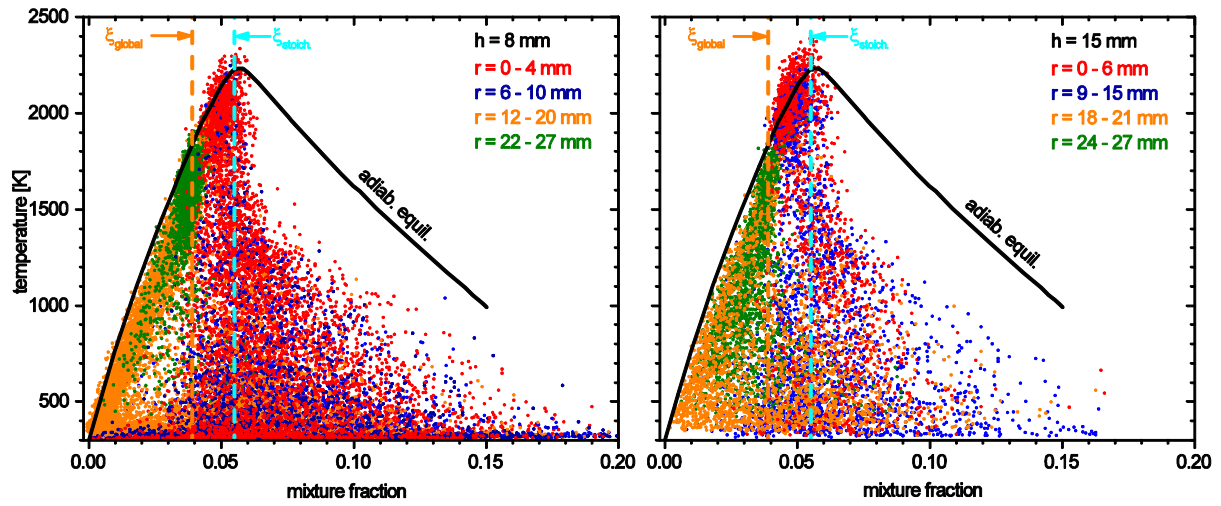 2500
2000
1500
1000
500
temperature [K]
ξglobal
ξstoich.
h = 8 mm
r = 0 - 4 mm
r = 6 - 10 mm
r = 12 - 20 mm
r = 22 - 27 mm
adiab. equil.
0.00 0.05 0.10 0.15 0.20
mixture fraction
ξglobal
ξstoich.
h = 15 mm
r = 0 - 6 mm
r = 9 - 15 mm
r = 18 - 21 mm
r = 24 - 27 mm
adiab. equil.
0.00 0.05 0.10 0.15 0.20
mixture fraction